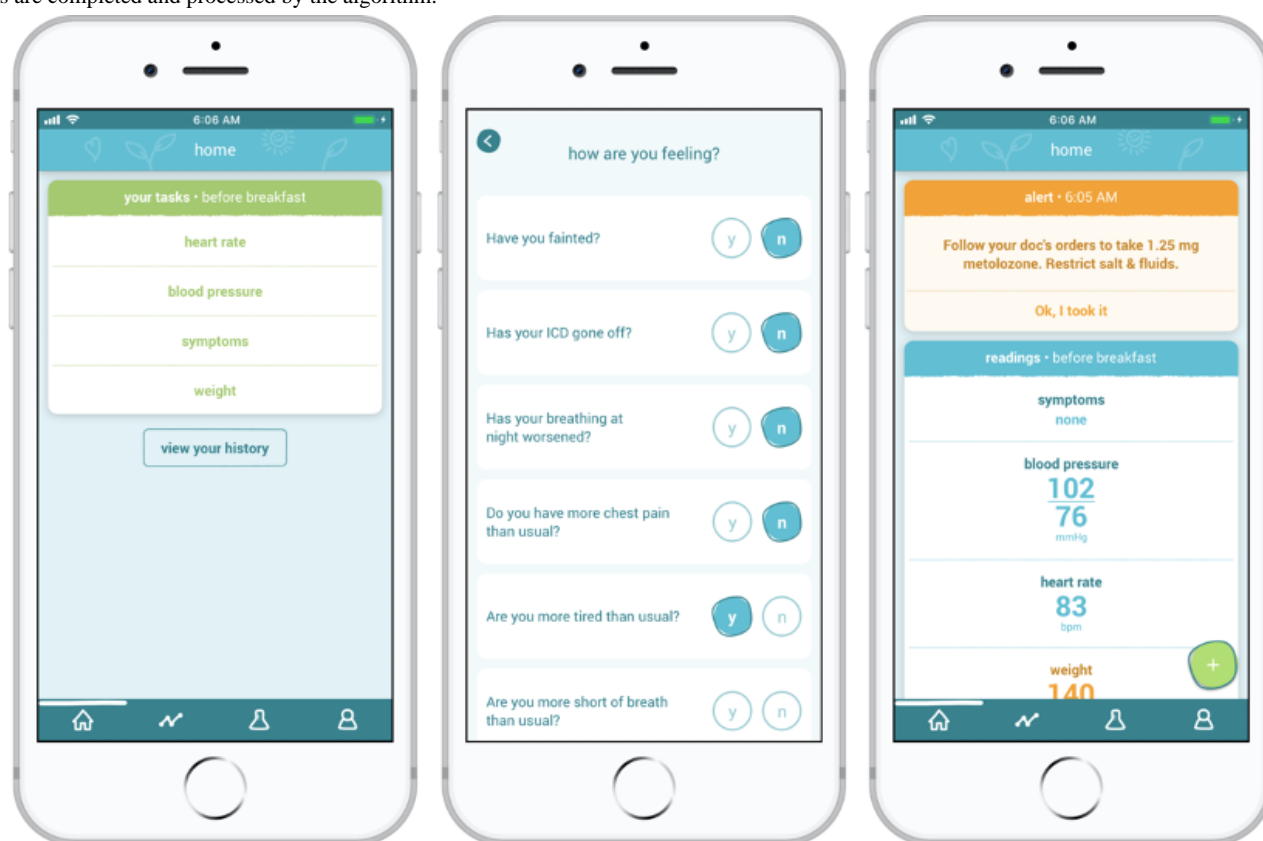 s are completed and processed by the algorithm.
6:06 AM
home
your tasks • before breakfast
heart rate
blood pressure
symptoms
weight
view your history
how are you feeling?
Have you fainted?
y n
Has your ICD gone off?
y n
Has your breathing at
night worsened?
y n
Do you have more chest pain
than usual?
y n
Are you more tired than usual?
y n
Are you more short of breath
than usual?
y n
6:06 AM
home
alert • 6:05 AM
Follow your doc's orders to take 1.25 mg
metolozone. Restrict salt & fluids.
Ok, I took it
readings • before breakfast
symptoms
none
blood pressure
102
76
mmHg
heart rate
83
bpm
weight
140
+